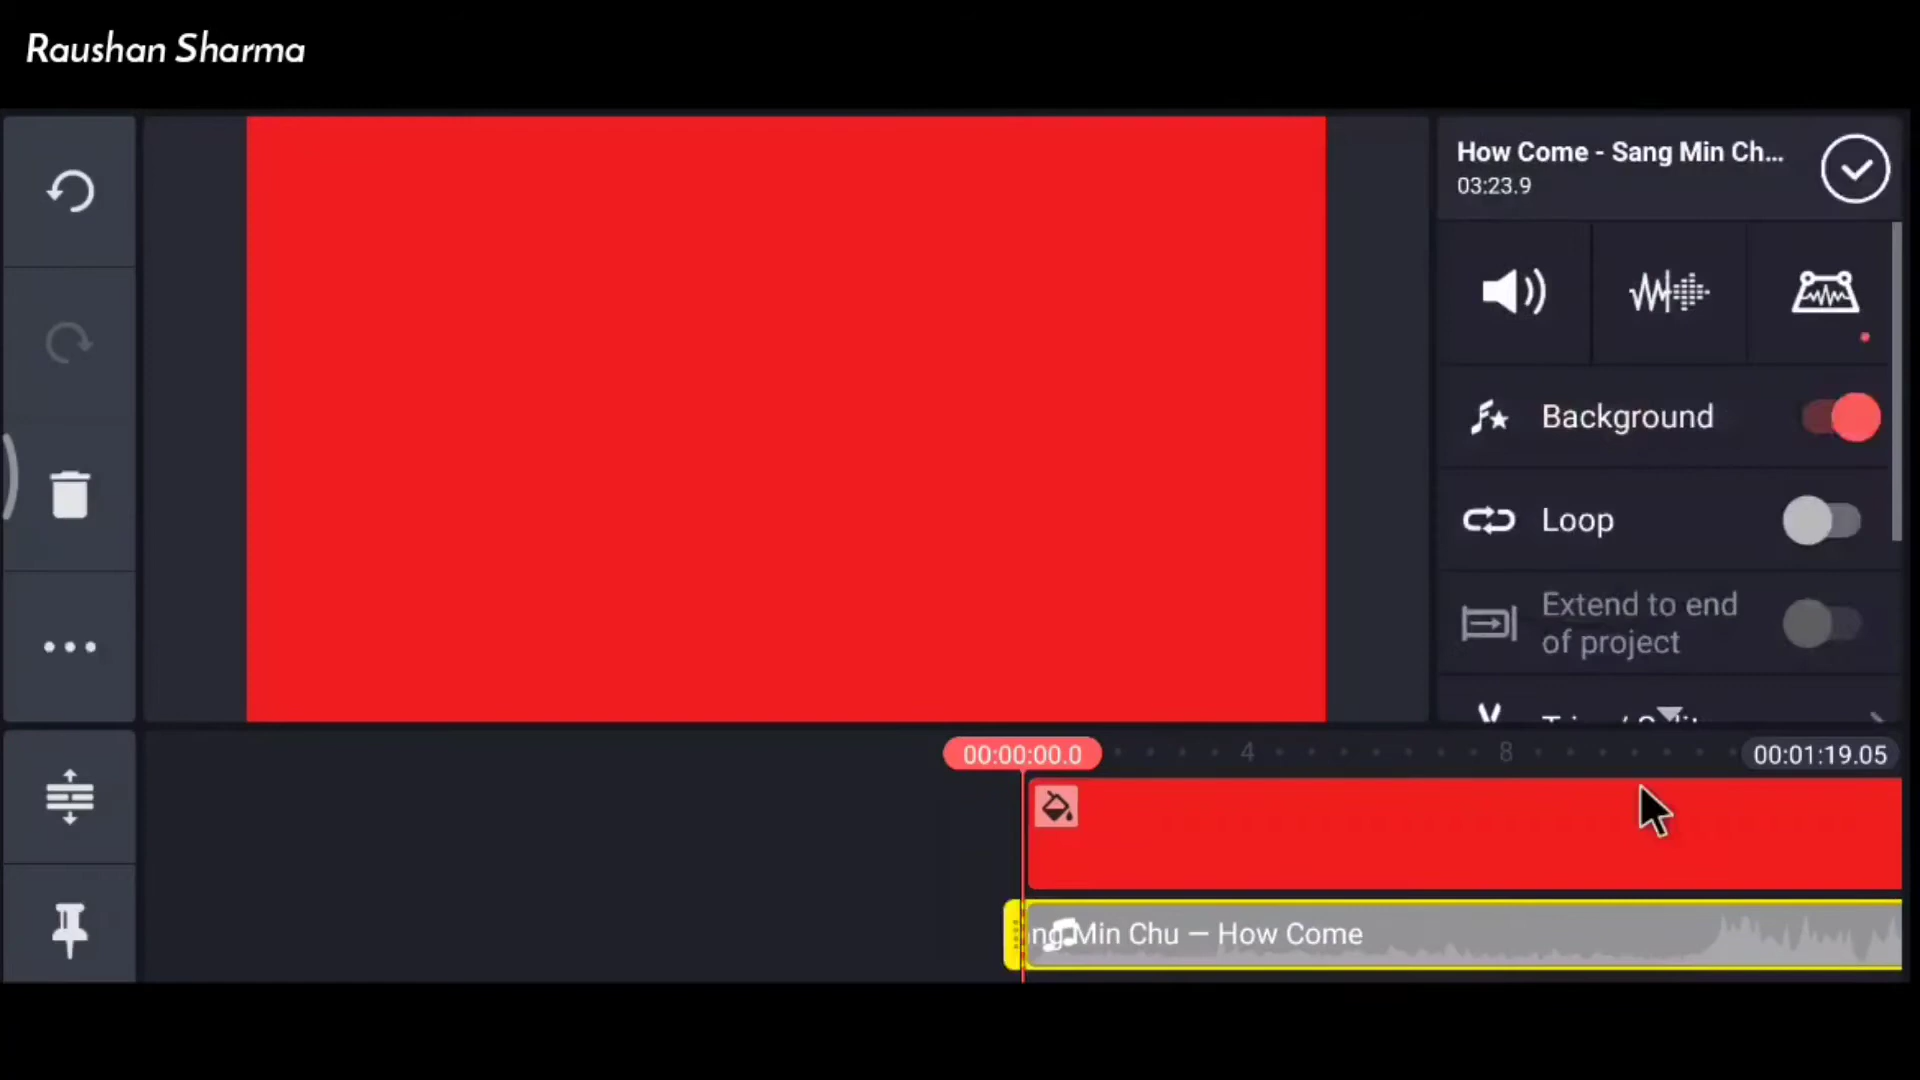 Raushan Sharma
How Come - Sang Min Ch...
03:23.9
Background
Loop
Extend to end
of project
00:00:00.0
4
8
00:01:19.05
ng Min Chu — How Come